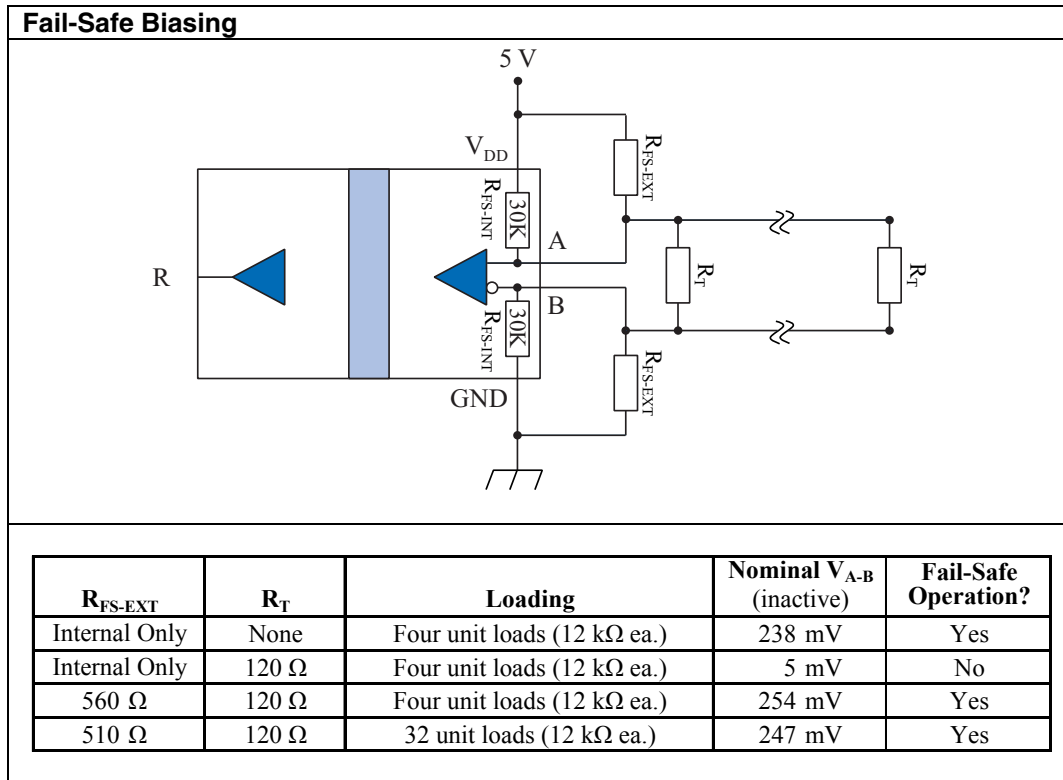 Fail-Safe Biasing
5 V
V_DD
R_FS-EXT
R_FS-INT
30K
A
R
R_T
R_T
B
R_FS-INT
30K
R_FS-EXT
GND
R_FS-EXT R_T Loading Nominal V_A-B (inactive) Fail-Safe Operation?
Internal Only None Four unit loads (12 kΩ ea.) 238 mV Yes
Internal Only 120 Ω Four unit loads (12 kΩ ea.) 5 mV No
560 Ω 120 Ω Four unit loads (12 kΩ ea.) 254 mV Yes
510 Ω 120 Ω 32 unit loads (12 kΩ ea.) 247 mV Yes